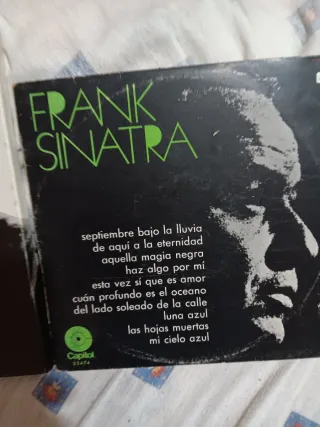 FRANK
SINATRA
septiembre bajo la lluvia
de aquí a la eternidad
aquella magia negra
haz algo por mí
esta vez sí que es amor
cuán profundo es el oceano
del lado soleado de la calle
luna azul
las hojas muertas
mi cielo azul
Capitol